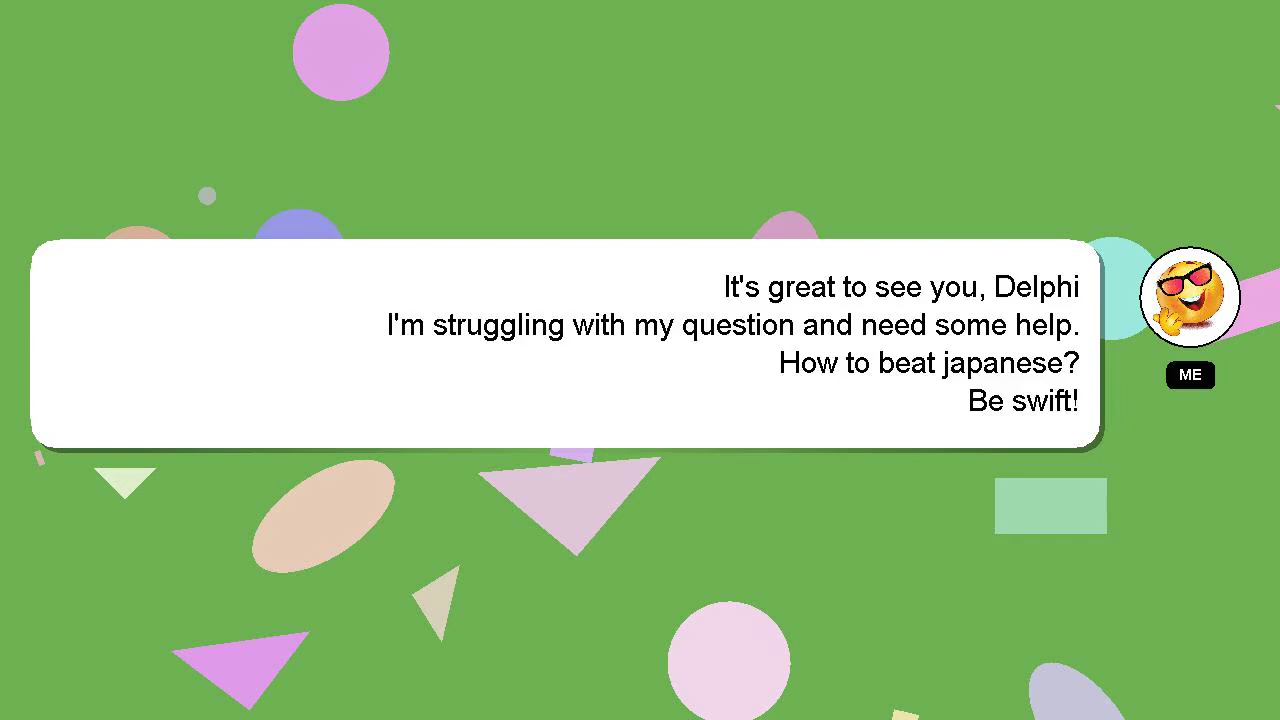 It's great to see you, Delphi
I'm struggling with my question and need some help.
How to beat japanese?
Be swift!
ME